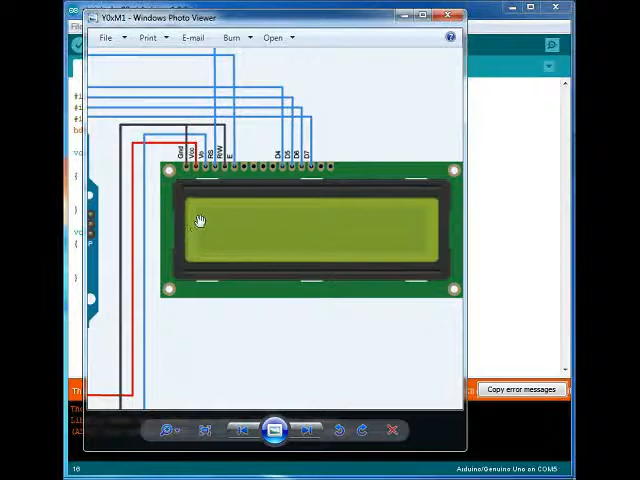 Y0xM1 - Windows Photo Viewer
File Print E-mail Burn Open
Gnd Vcc Vo RS R/W E D4 D5 D6 D7
P
Copy error messages
16
Arduino/Genuino Uno on COM5